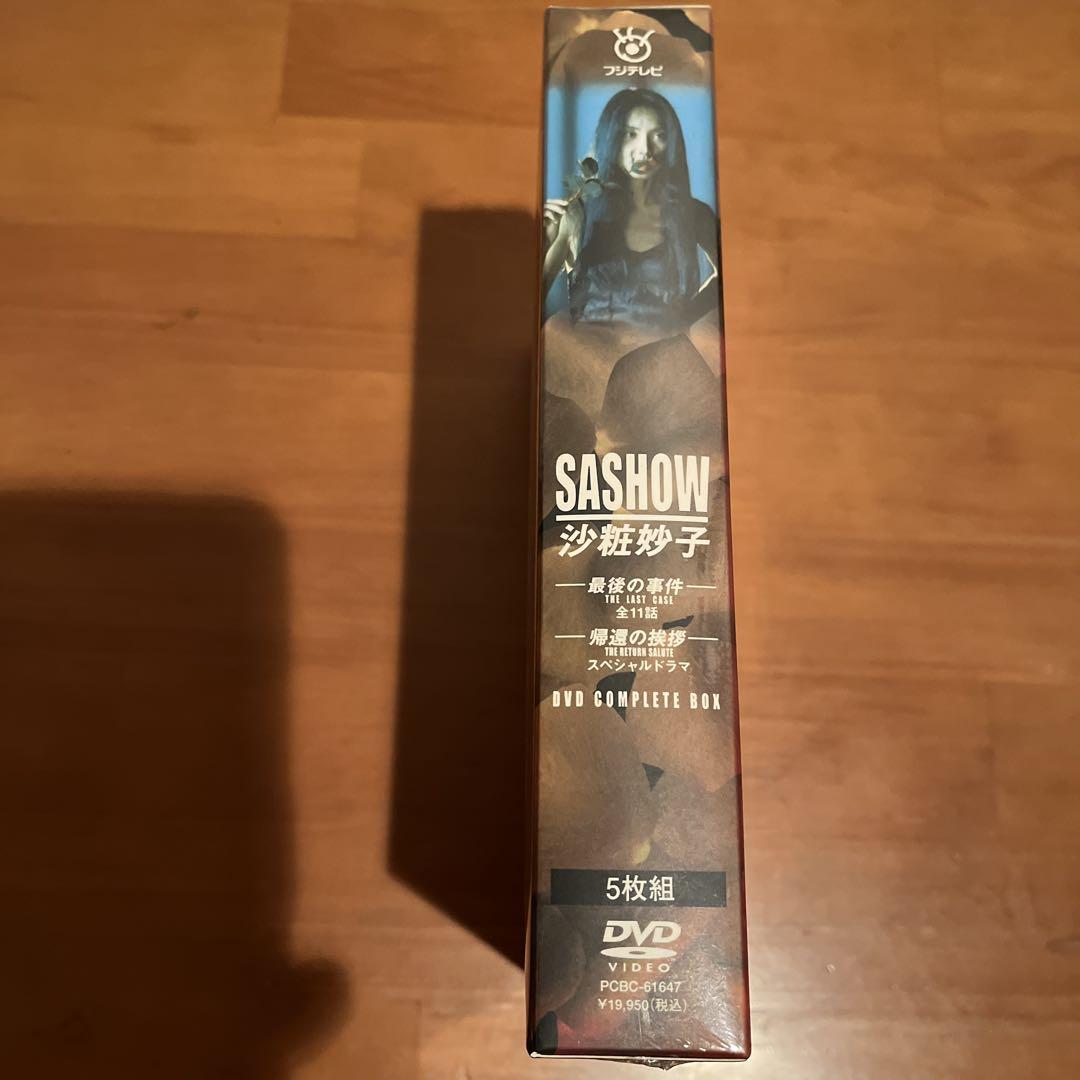 フジテレビ
SASHOW
沙粧妙子
最後の事件
THE LAST CASE
全11話
帰還の挨拶
THE RETURN SALUTE
スペシャルドラマ
DVD COMPLETE BOX
5枚組
DVD
VIDEO
PCBC-61647
¥19,950(税込)